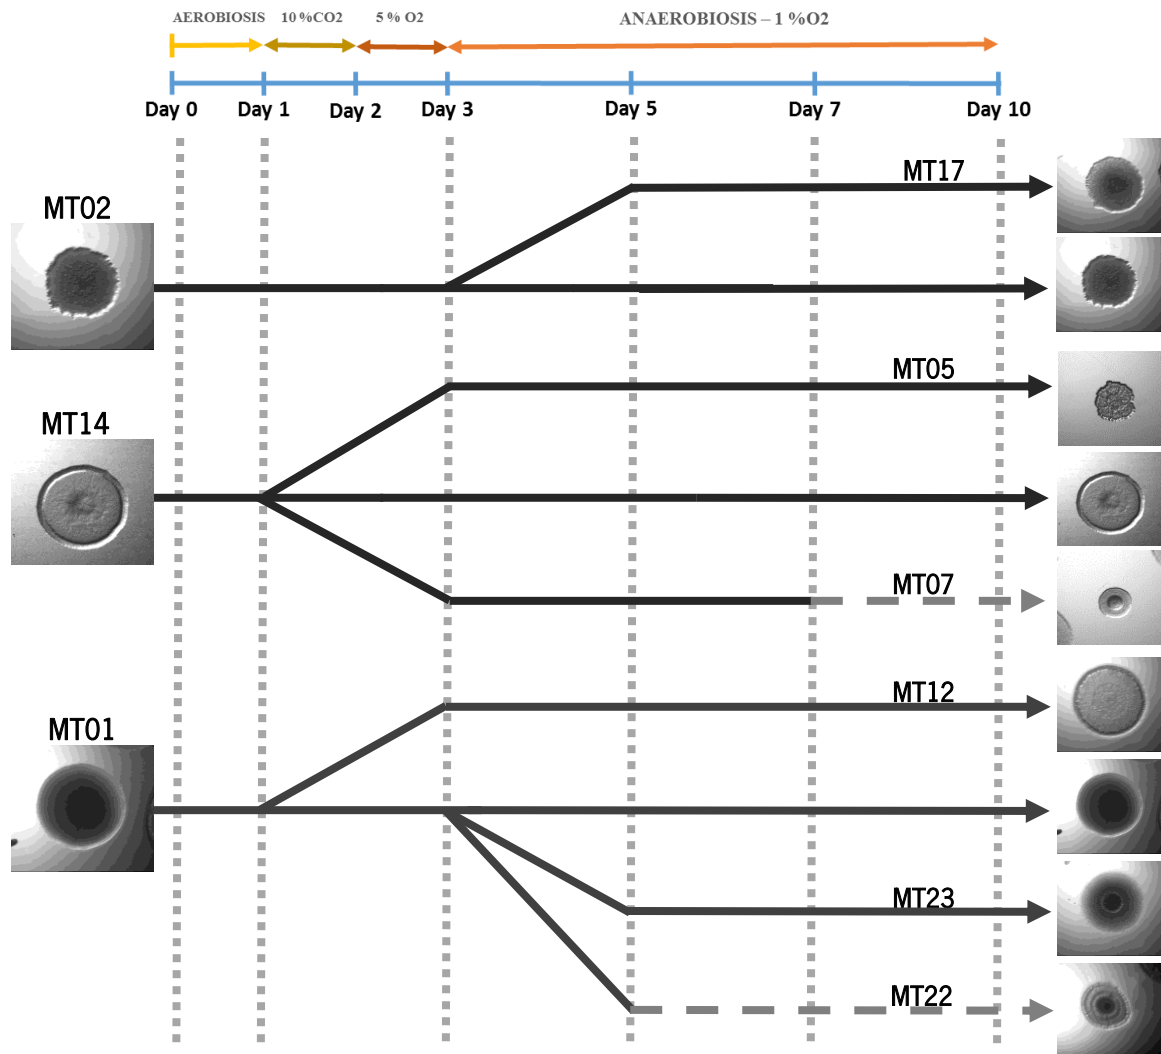 AEROBIOSIS 10 %CO2 5 % O2 ANAEROBIOSIS – 1 %O2
Day 0 Day 1 Day 2 Day 3 Day 5 Day 7 Day 10
MT17
MT02
MT05
MT14
MT07
MT12
MT01
MT23
MT22